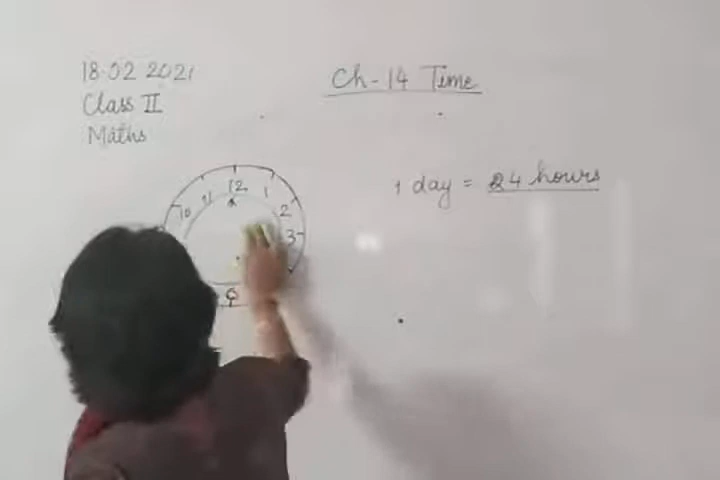 18.02 2021
Class II
Maths
Ch-14 Time
1 day = 24 hours
10 11 12 1 2 3